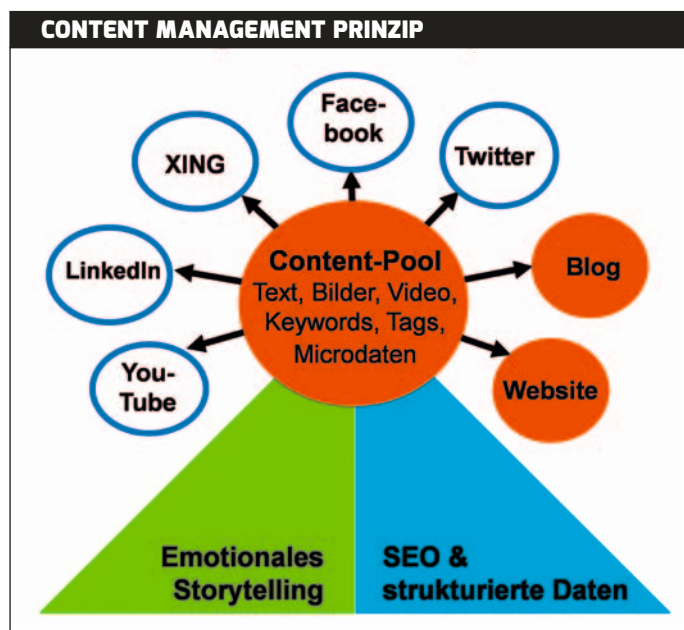 CONTENT MANAGEMENT PRINZIP
Face-
book
XING
Twitter
LinkedIn
Content-Pool
Text, Bilder, Video,
Keywords, Tags,
Microdaten
Blog
You-
Tube
Website
Emotionales
Storytelling
SEO &
strukturierte Daten